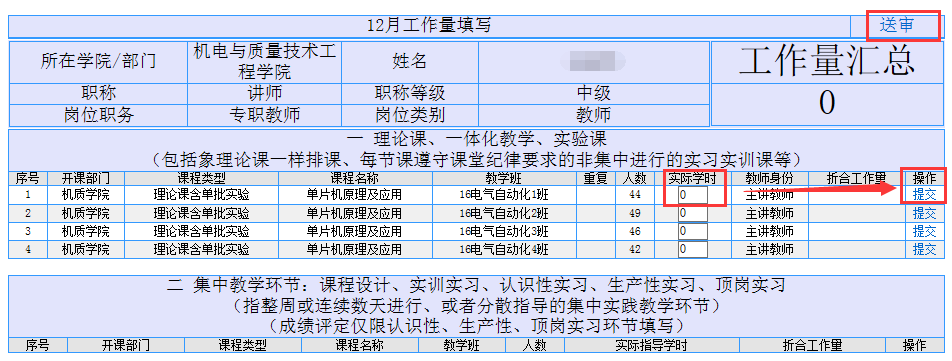 12月工作量填写 送审
所在学院/部门 机电与质量技术工程学院 姓名 工作量汇总
职称 讲师 职称等级 中级 0
岗位职务 专职教师 岗位类别 教师
一 理论课、一体化教学、实验课
（包括象理论课一样排课、每节课遵守课堂纪律要求的非集中进行的实习实训课等）
序号 开课部门 课程类型 课程名称 教学班 重复 人数 实际学时 教师身份 折合工作量 操作
1 机质学院 理论课含单批实验 单片机原理及应用 16电气自动化1班 44 0 主讲教师 提交
2 机质学院 理论课含单批实验 单片机原理及应用 16电气自动化2班 49 0 主讲教师 提交
3 机质学院 理论课含单批实验 单片机原理及应用 16电气自动化3班 46 0 主讲教师 提交
4 机质学院 理论课含单批实验 单片机原理及应用 16电气自动化4班 42 0 主讲教师 提交
二 集中教学环节：课程设计、实训实习、认识性实习、生产性实习、顶岗实习
（指整周或连续数天进行、或者分散指导的集中实践教学环节）
（成绩评定仅限认识性、生产性、顶岗实习环节填写）
序号 开课部门 课程类型 课程名称 教学班 人数 实际指导学时 折合工作量 操作